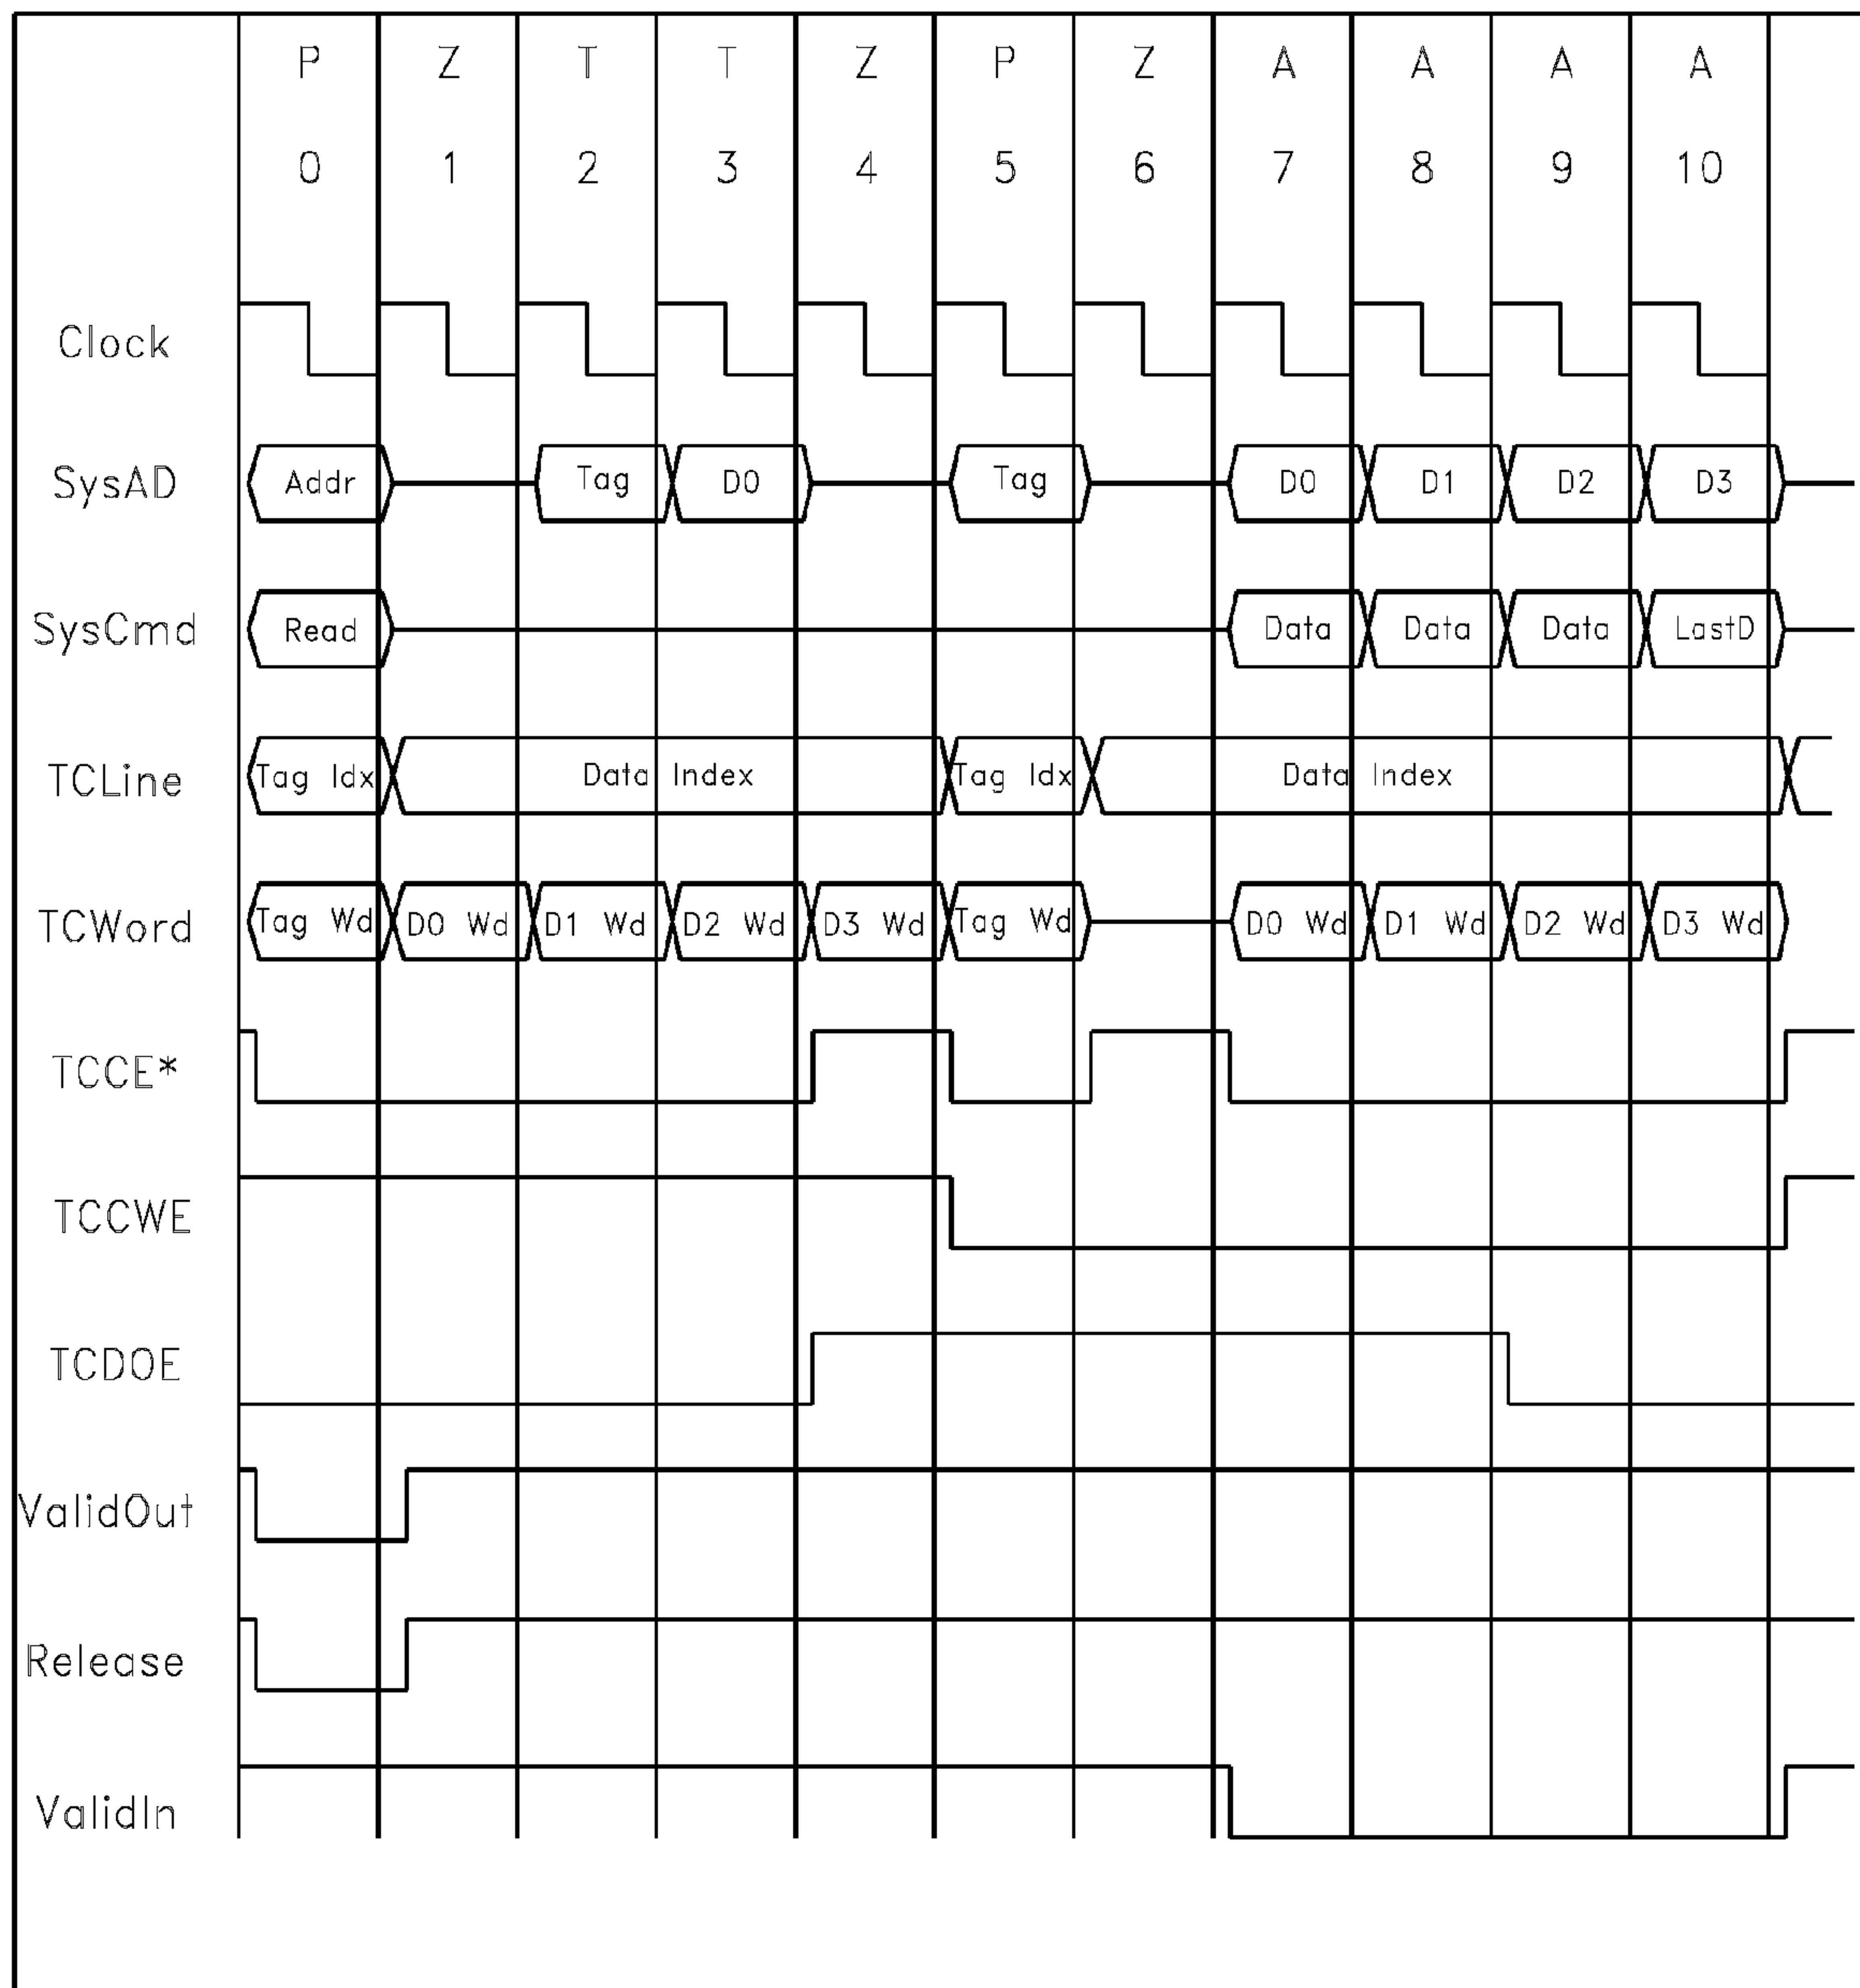 P Z T T Z P Z A A A A
0 1 2 3 4 5 6 7 8 9 10
Clock
SysAD Addr Tag D0 Tag D0 D1 D2 D3
SysCmd Read Data Data Data LastD
TCLine Tag Idx Data Index Tag Idx Data Index
TCWord Tag Wd D0 Wd D1 Wd D2 Wd D3 Wd Tag Wd D0 Wd D1 Wd D2 Wd D3 Wd
TCCE*
TCCWE
TCDOE
ValidOut
Release
ValidIn